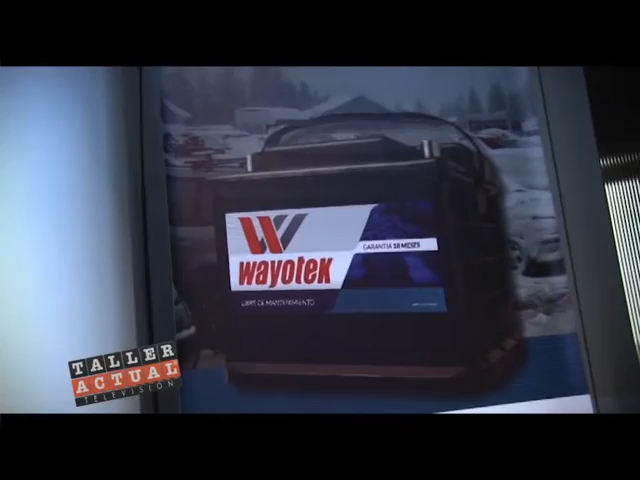 W
wayotek
GARANTIA 18 MESES
LIBRE DE MANTENIMIENTO
TALLER
ACTUAL
TELEVISION